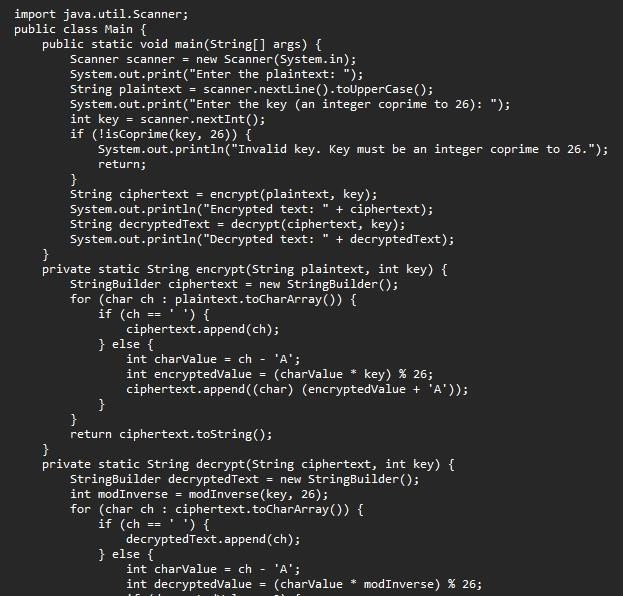 import java.util.Scanner;
public class Main {
    public static void main(String[] args) {
        Scanner scanner = new Scanner(System.in);
        System.out.print("Enter the plaintext: ");
        String plaintext = scanner.nextLine().toUpperCase();
        System.out.print("Enter the key (an integer coprime to 26): ");
        int key = scanner.nextInt();
        if (!isCoprime(key, 26)) {
            System.out.println("Invalid key. Key must be an integer coprime to 26.");
            return;
        }
        String ciphertext = encrypt(plaintext, key);
        System.out.println("Encrypted text: " + ciphertext);
        String decryptedText = decrypt(ciphertext, key);
        System.out.println("Decrypted text: " + decryptedText);
    }
    private static String encrypt(String plaintext, int key) {
        StringBuilder ciphertext = new StringBuilder();
        for (char ch : plaintext.toCharArray()) {
            if (ch == ' ') {
                ciphertext.append(ch);
            } else {
                int charValue = ch - 'A';
                int encryptedValue = (charValue * key) % 26;
                ciphertext.append((char) (encryptedValue + 'A'));
            }
        }
        return ciphertext.toString();
    }
    private static String decrypt(String ciphertext, int key) {
        StringBuilder decryptedText = new StringBuilder();
        int modInverse = modInverse(key, 26);
        for (char ch : ciphertext.toCharArray()) {
            if (ch == ' ') {
                decryptedText.append(ch);
            } else {
                int charValue = ch - 'A';
                int decryptedValue = (charValue * modInverse) % 26;